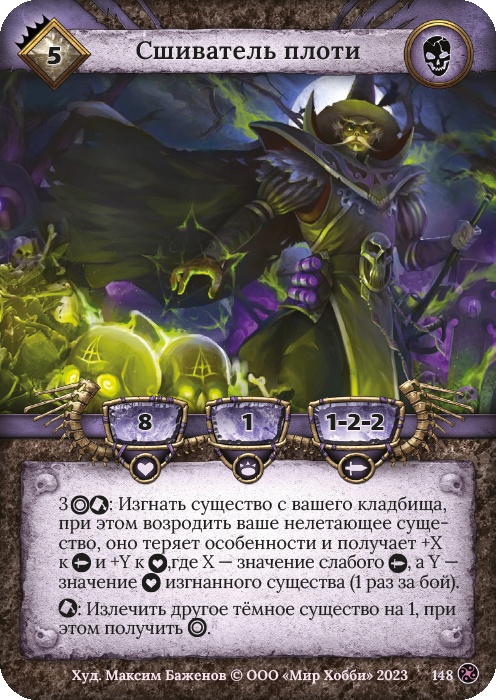 5
Сшиватель плоти
8
1
1-2-2
3: Изгнать существо с вашего кладбища,
при этом возродить ваше нелетающее суще-
ство, оно теряет особенности и получает +X
к и +Y к ,где X — значение слабого , а Y —
значение изгнанного существа (1 раз за бой).
: Излечить другое тёмное существо на 1, при
этом получить .
Худ. Максим Баженов © ООО «Мир Хобби» 2023 148